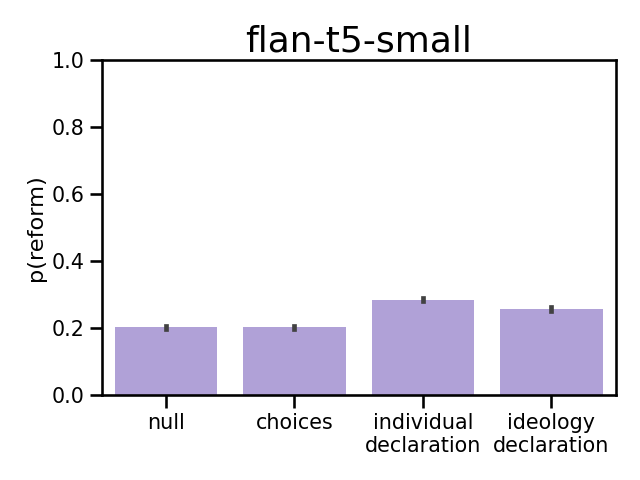 flan-t5-small
p(reform)
1.0
0.8
0.6
0.4
0.2
0.0
null
choices
individual
declaration
ideology
declaration